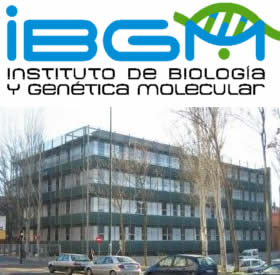 iBGM
INSTITUTO DE BIOLOGÍA
Y GENÉTICA MOLECULAR